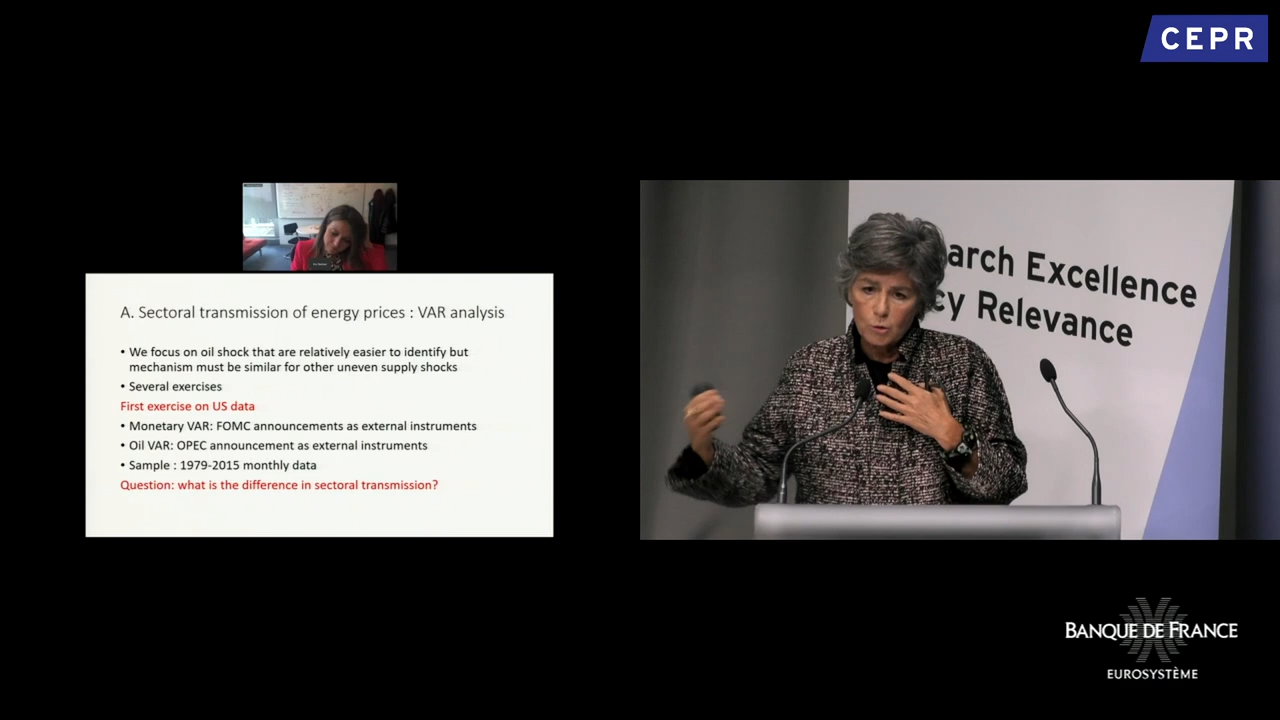 CEPR
A. Sectoral transmission of energy prices : VAR analysis
• We focus on oil shock that are relatively easier to identify but
mechanism must be similar for other uneven supply shocks
• Several exercises
First exercise on US data
• Monetary VAR: FOMC announcements as external instruments
• Oil VAR: OPEC announcement as external instruments
• Sample : 1979-2015 monthly data
Question: what is the difference in sectoral transmission?
arch Excellence
cy Relevance
BANQUE DE FRANCE
EUROSYSTÈME